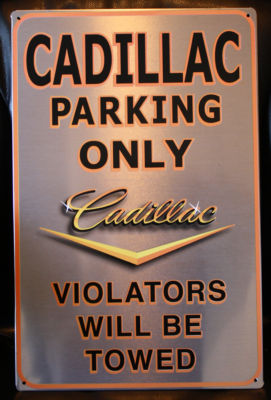 CADILLAC
PARKING
ONLY
Cadillac
VIOLATORS
WILL BE
TOWED